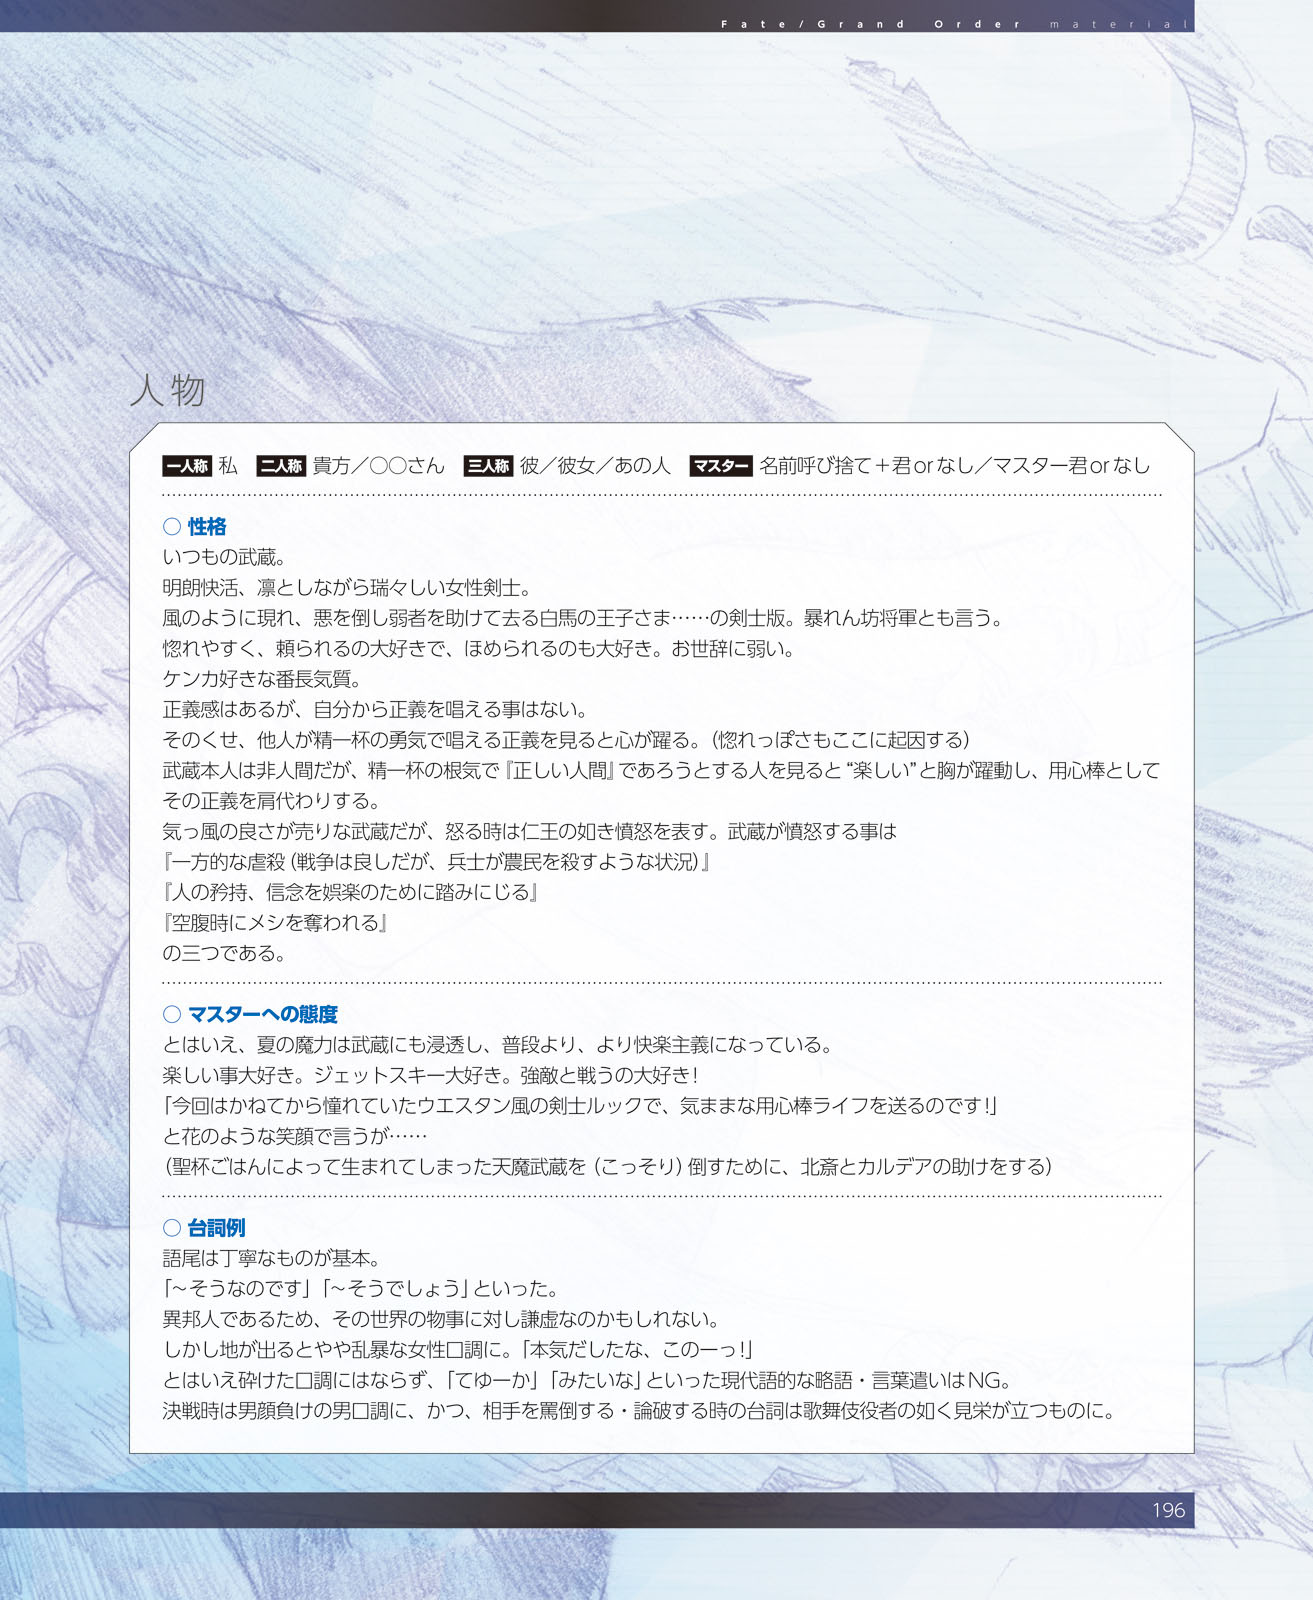 Fate/Grand Order material
人物
一人称 私 二人称 貴方／○○さん 三人称 彼／彼女／あの人 マスター 名前呼び捨て＋君orなし／マスター君orなし
○ 性格
いつもの武蔵。
明朗快活、凛としながら瑞々しい女性剣士。
風のように現れ、悪を倒し弱者を助けて去る白馬の王子さま……の剣士版。暴れん坊将軍とも言う。
惚れやすく、頼られるの大好きで、ほめられるのも大好き。お世辞に弱い。
ケンカ好きな番長気質。
正義感はあるが、自分から正義を唱える事はない。
そのくせ、他人が精一杯の勇気で唱える正義を見ると心が躍る。（惚れっぽさもここに起因する）
武蔵本人は非人間だが、精一杯の根気で『正しい人間』であろうとする人を見ると“楽しい”と胸が躍動し、用心棒として
その正義を肩代わりする。
気っ風の良さが売りな武蔵だが、怒る時は仁王の如き憤怒を表す。武蔵が憤怒する事は
『一方的な虐殺（戦争は良しだが、兵士が農民を殺すような状況）』
『人の矜持、信念を娯楽のために踏みにじる』
『空腹時にメシを奪われる』
の三つである。
○ マスターへの態度
とはいえ、夏の魔力は武蔵にも浸透し、普段より、より快楽主義になっている。
楽しい事大好き。ジェットスキー大好き。強敵と戦うの大好き！
「今回はかねてから憧れていたウエスタン風の剣士ルックで、気ままな用心棒ライフを送るのです！」
と花のような笑顔で言うが……
（聖杯ごはんによって生まれてしまった天魔武蔵を（こっそり）倒すために、北斎とカルデアの助けをする）
○ 台詞例
語尾は丁寧なものが基本。
「～そうなのです」「～そうでしょう」といった。
異邦人であるため、その世界の物事に対し謙虚なのかもしれない。
しかし地が出るとやや乱暴な女性口調に。「本気だしたな、このーっ！」
とはいえ砕けた口調にはならず、「てゆーか」「みたいな」といった現代語的な略語・言葉遣いはNG。
決戦時は男顔負けの男口調に、かつ、相手を罵倒する・論破する時の台詞は歌舞伎役者の如く見栄が立つものに。
196